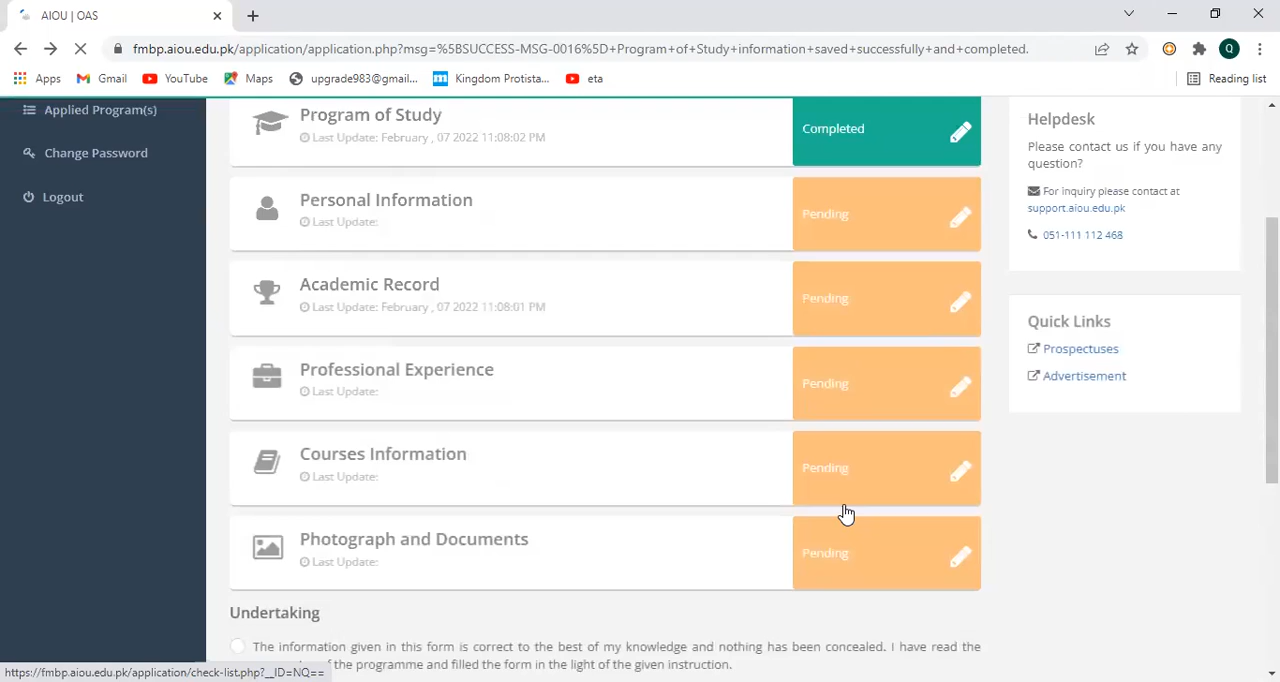 AIOU | OAS
fmbp.aiou.edu.pk/application/application.php?msg=%5BSUCCESS-MSG-0016%5D+Program+of+Study+information+saved+successfully+and+completed.
Q
Apps
Gmail
YouTube
Maps
upgrade983@gmail...
Kingdom Protista...
eta
Reading list
Applied Program(s)
Change Password
Logout
Program of Study
Last Update: February , 07 2022 11:08:02 PM
Completed
Personal Information
Last Update:
Pending
Academic Record
Last Update: February , 07 2022 11:08:01 PM
Pending
Professional Experience
Last Update:
Pending
Courses Information
Last Update:
Pending
Photograph and Documents
Last Update:
Pending
Undertaking
The information given in this form is correct to the best of my knowledge and nothing has been concealed. I have read the
of the programme and filled the form in the light of the given instruction.
Helpdesk
Please contact us if you have any
question?
For inquiry please contact at
support.aiou.edu.pk
051-111 112 468
Quick Links
Prospectuses
Advertisement
https://fmbp.aiou.edu.pk/application/check-list.php?__ID=NQ==